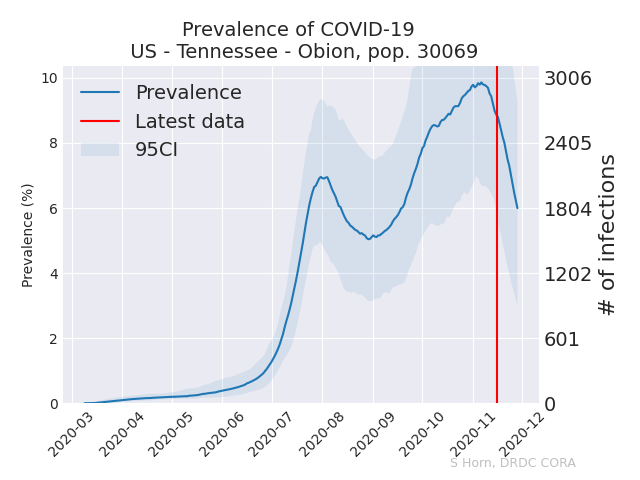 Prevalence of COVID-19
US - Tennessee - Obion, pop. 30069
Prevalence
Latest data
95CI
Prevalence (%)
10
8
6
4
2
0
3006
2405
1804
1202
601
0
# of infections
2020-03
2020-04
2020-05
2020-06
2020-07
2020-08
2020-09
2020-10
2020-11
2020-12
S Horn, DRDC CORA